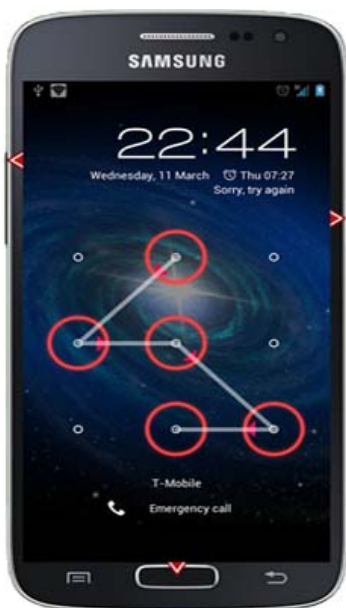 SAMSUNG
22:44
Wednesday, 11 March Thu 07:27
Sorry, try again
T-Mobile
Emergency call